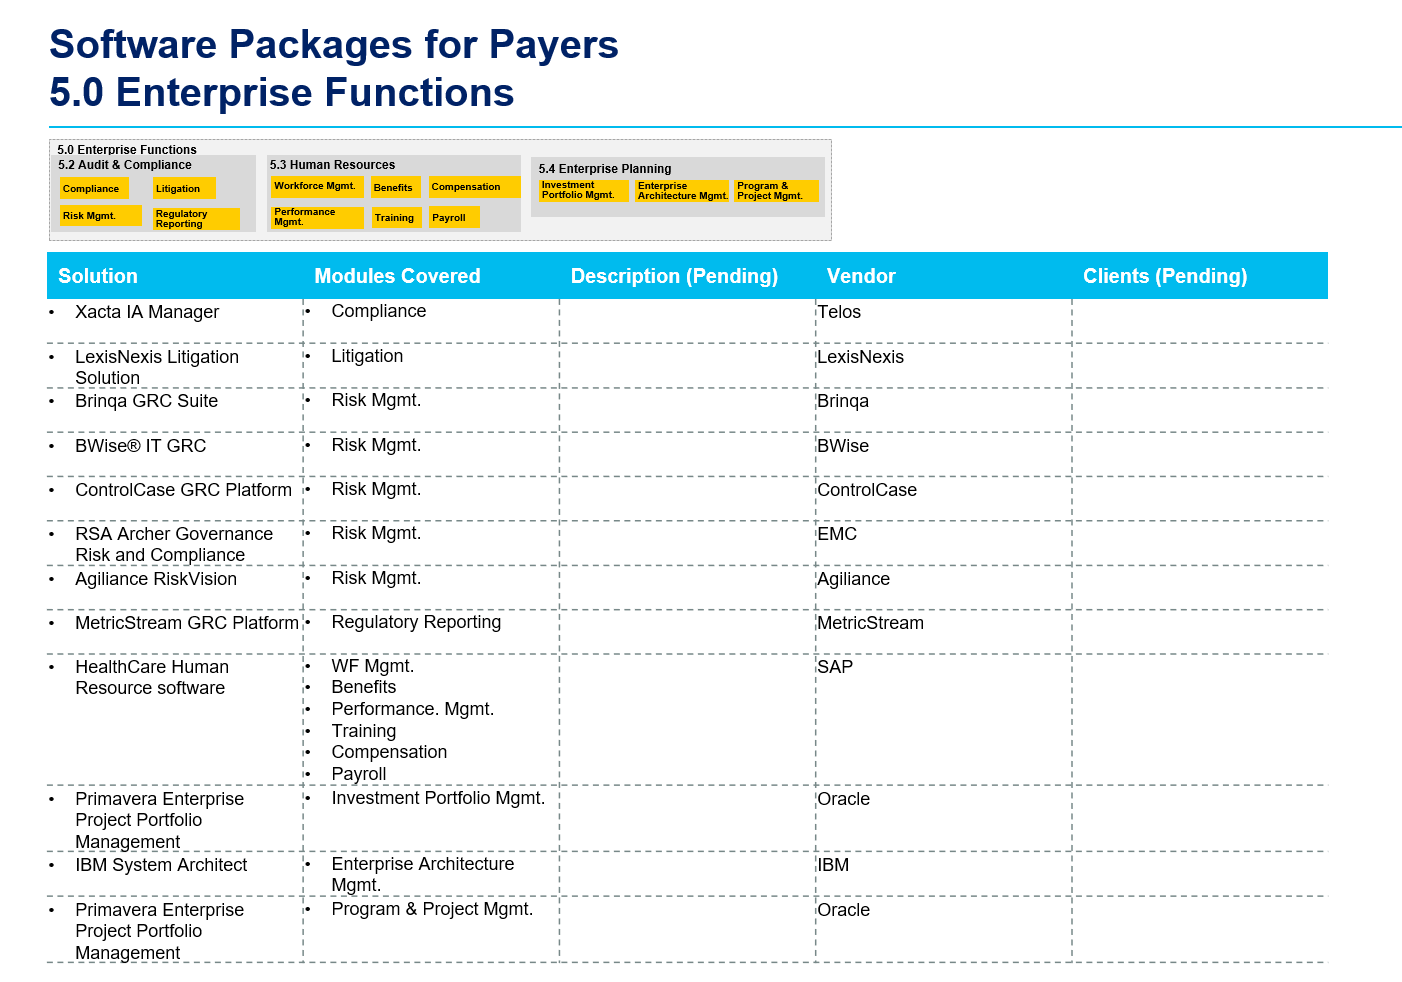 Software Packages for Payers
5.0 Enterprise Functions
5.0 Enterprise Functions
5.2 Audit & Compliance
Compliance
Litigation
Risk Mgmt.
Regulatory
Reporting
5.3 Human Resources
Workforce Mgmt.
Benefits
Compensation
Performance
Mgmt.
Training
Payroll
5.4 Enterprise Planning
Investment
Portfolio Mgmt.
Enterprise
Architecture Mgmt.
Program &
Project Mgmt.
Solution Modules Covered Description (Pending) Vendor Clients (Pending)
• Xacta IA Manager • Compliance Telos
• LexisNexis Litigation • Litigation LexisNexis
Solution
• Brinqa GRC Suite • Risk Mgmt. Brinqa
• BWise® IT GRC • Risk Mgmt. BWise
• ControlCase GRC Platform • Risk Mgmt. ControlCase
• RSA Archer Governance • Risk Mgmt. EMC
Risk and Compliance
• Agiliance RiskVision • Risk Mgmt. Agiliance
• MetricStream GRC Platform • Regulatory Reporting MetricStream
• HealthCare Human • WF Mgmt. SAP
Resource software • Benefits
• Performance. Mgmt.
• Training
• Compensation
• Payroll
• Primavera Enterprise • Investment Portfolio Mgmt. Oracle
Project Portfolio
Management
• IBM System Architect • Enterprise Architecture IBM
Mgmt.
• Primavera Enterprise • Program & Project Mgmt. Oracle
Project Portfolio
Management